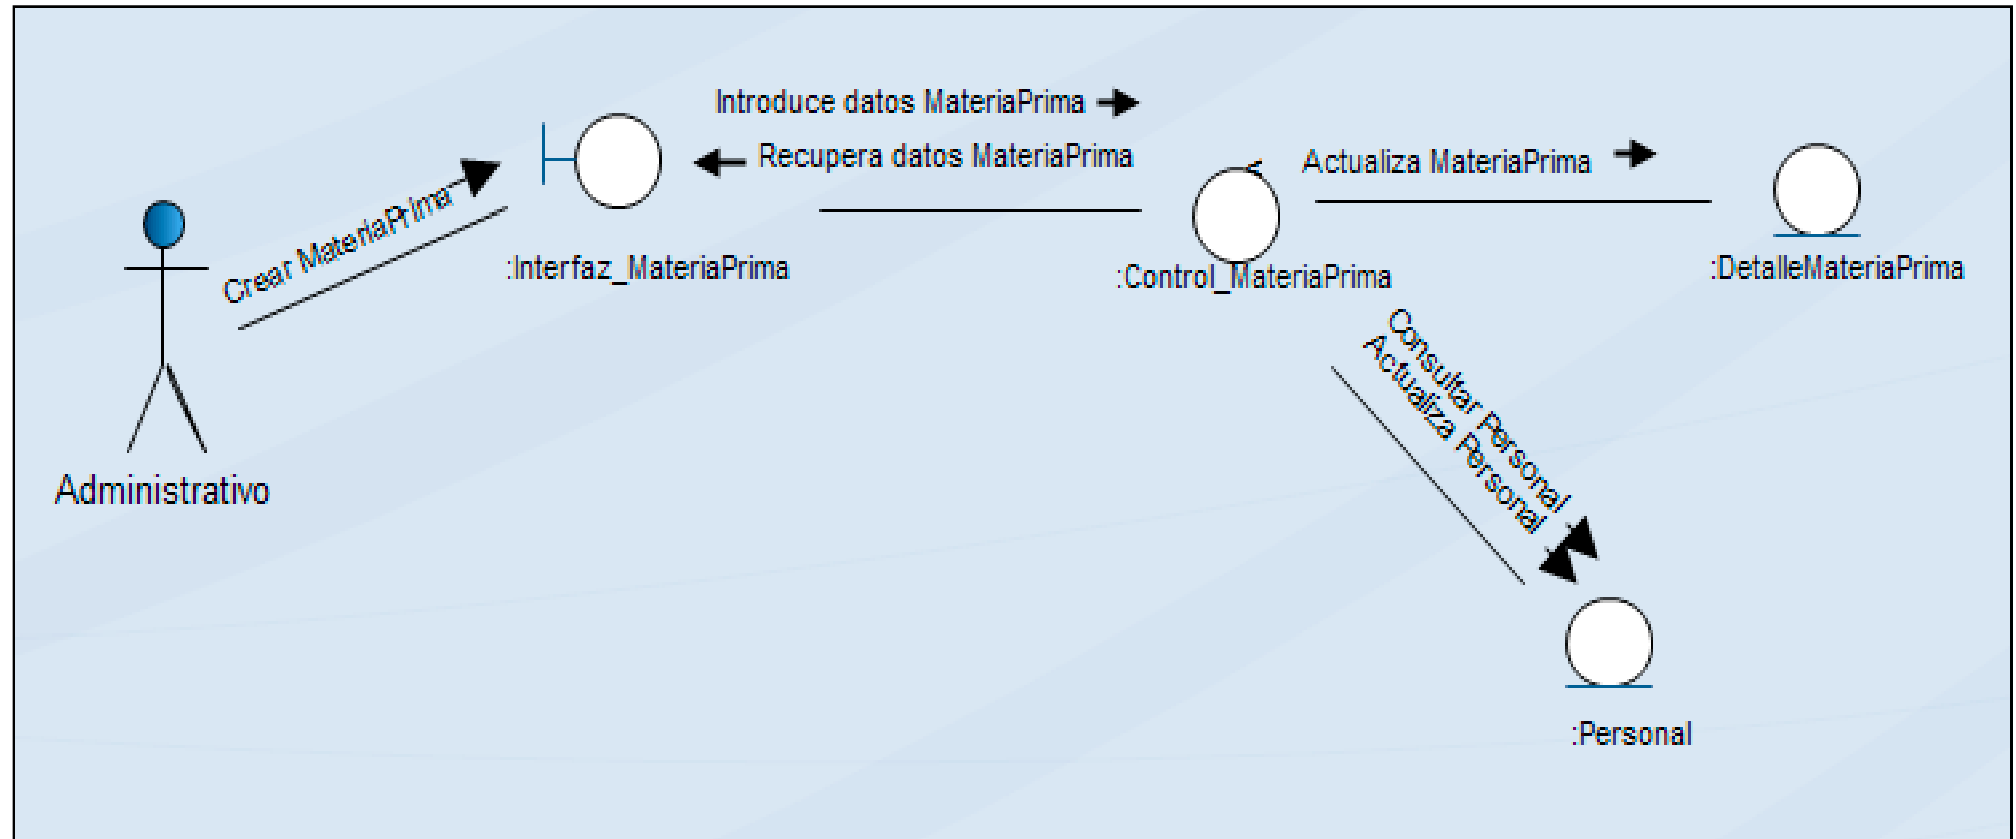 Introduce datos MateriaPrima
Recupera datos MateriaPrima
Actualiza MateriaPrima
Crear MateriaPrima
:Interfaz_MateriaPrima
:Control_MateriaPrima
:DetalleMateriaPrima
Consultar Personal
Actualiza Personal
Administrativo
:Personal